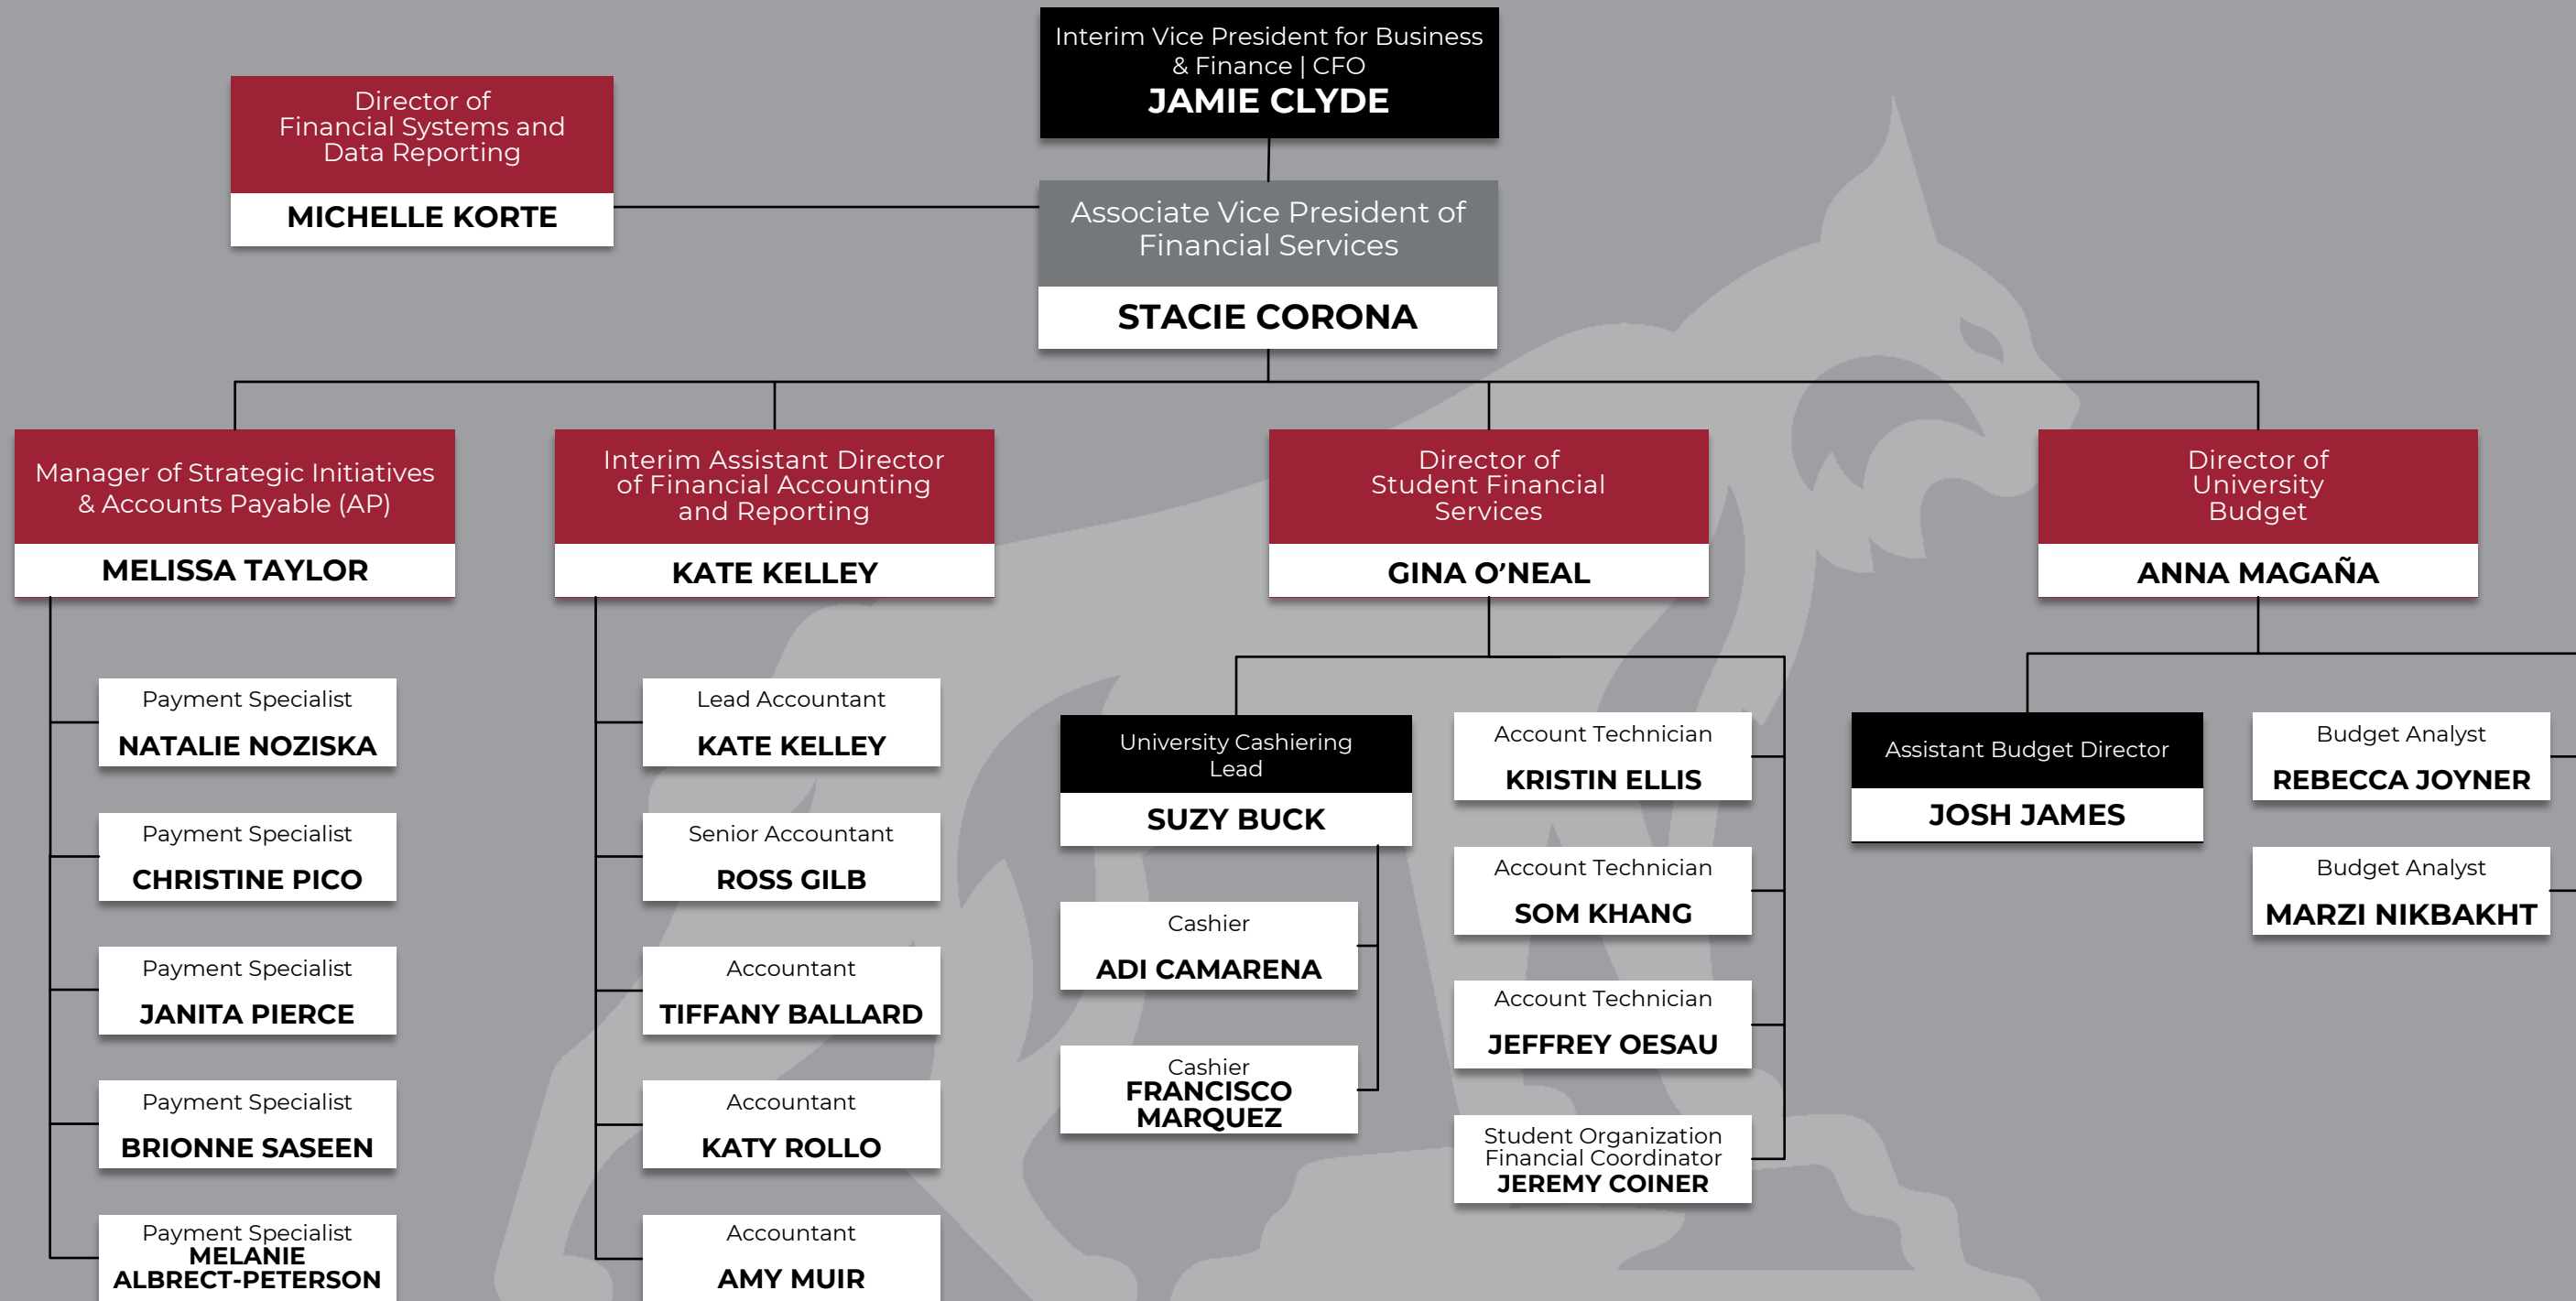 Interim Vice President for Business
& Finance | CFO
JAMIE CLYDE
Director of
Financial Systems and
Data Reporting
MICHELLE KORTE
Associate Vice President of
Financial Services
STACIE CORONA
Manager of Strategic Initiatives
& Accounts Payable (AP)
MELISSA TAYLOR
Interim Assistant Director
of Financial Accounting
and Reporting
KATE KELLEY
Director of
Student Financial
Services
GINA O’NEAL
Director of
University
Budget
ANNA MAGAÑA
Payment Specialist
NATALIE NOZISKA
Payment Specialist
CHRISTINE PICO
Payment Specialist
JANITA PIERCE
Payment Specialist
BRIONNE SASEEN
Payment Specialist
MELANIE
ALBRECT-PETERSON
Lead Accountant
KATE KELLEY
Senior Accountant
ROSS GILB
Accountant
TIFFANY BALLARD
Accountant
KATY ROLLO
Accountant
AMY MUIR
University Cashiering
Lead
SUZY BUCK
Cashier
ADI CAMARENA
Cashier
FRANCISCO
MARQUEZ
Account Technician
KRISTIN ELLIS
Account Technician
SOM KHANG
Account Technician
JEFFREY OESAU
Student Organization
Financial Coordinator
JEREMY COINER
Assistant Budget Director
JOSH JAMES
Budget Analyst
REBECCA JOYNER
Budget Analyst
MARZI NIKBAKHT